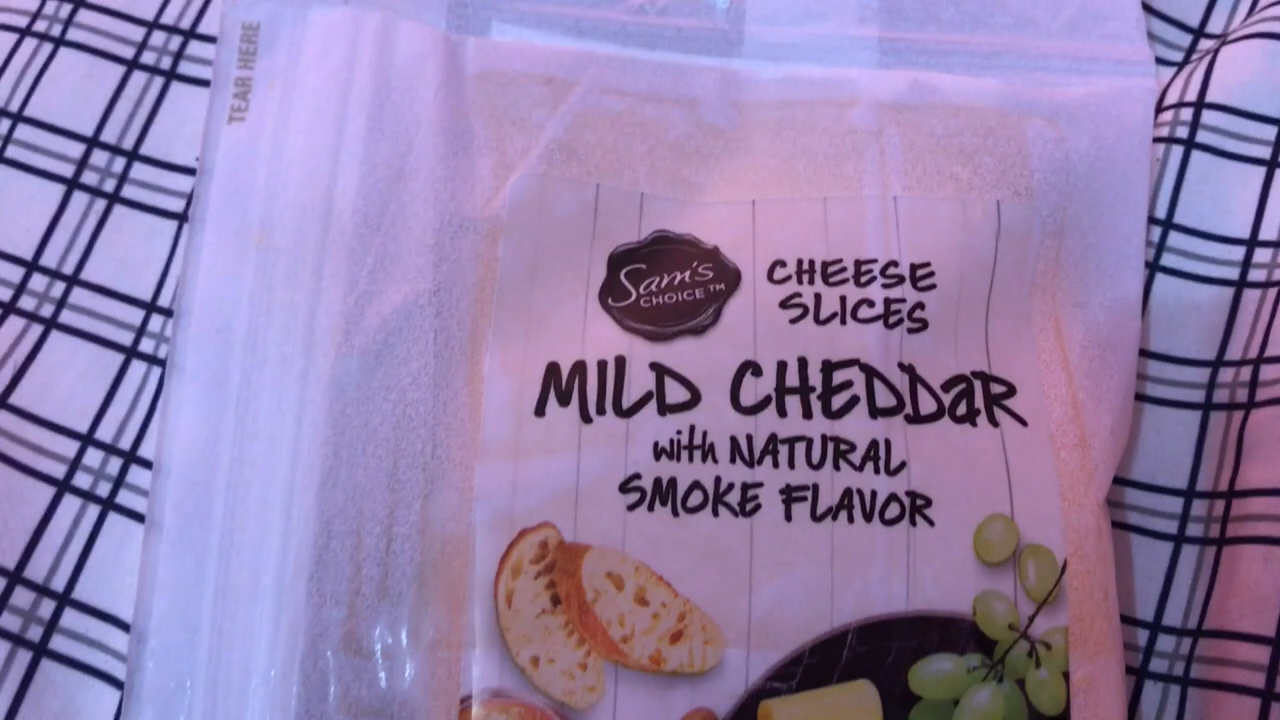 TEAR HERE
Sam's
CHOICE™
CHEESE
SLICES
MILD CHEDDaR
with NATURAL
SMOKE FLAVOR